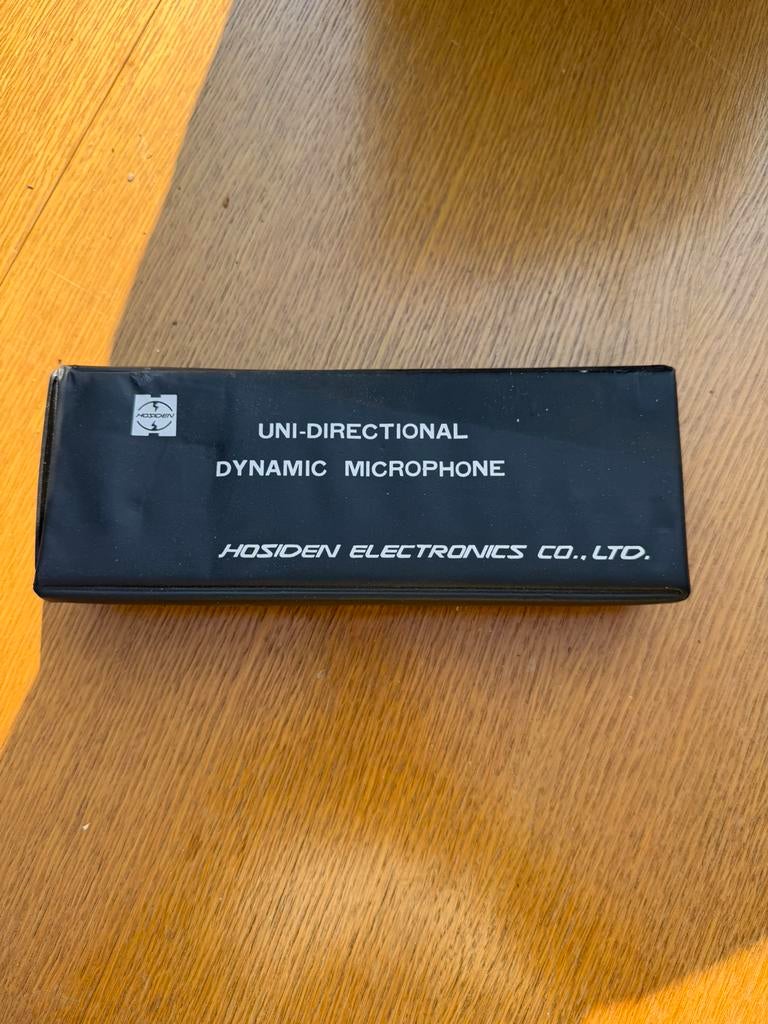 HOSIDEN
UNI-DIRECTIONAL
DYNAMIC MICROPHONE
HOSIDEN ELECTRONICS CO., LTD.